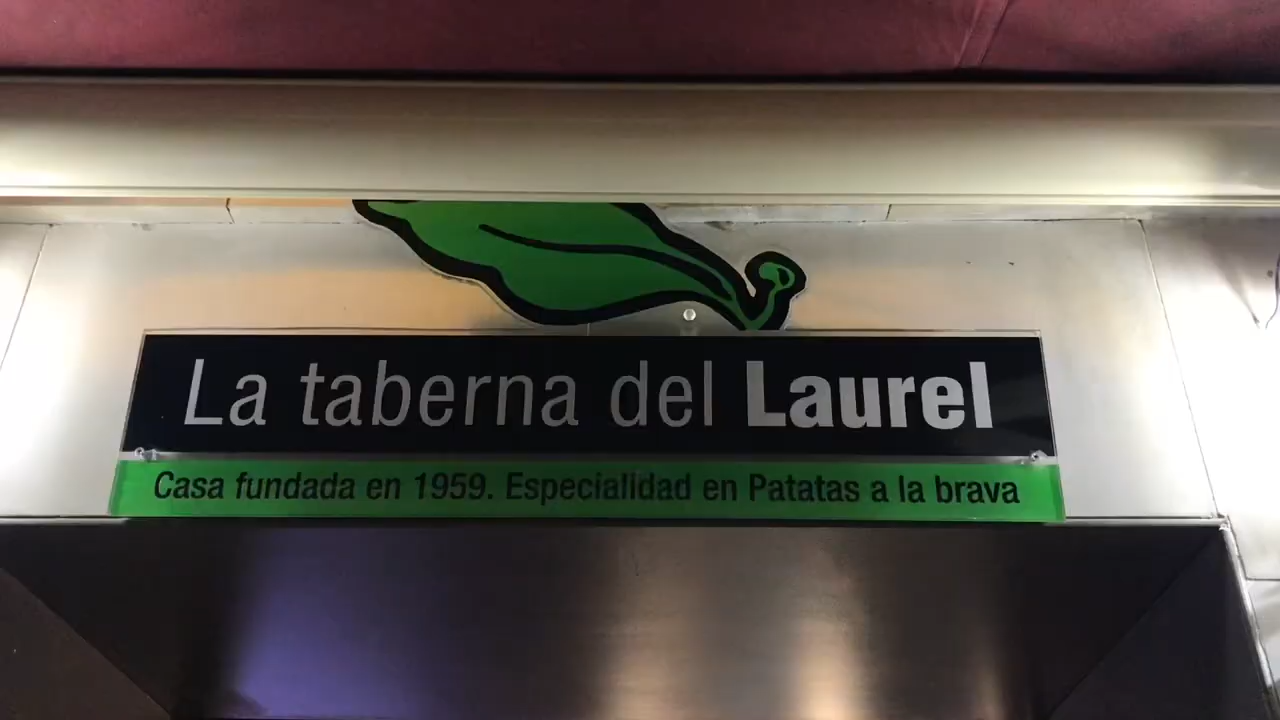 La taberna del Laurel
Casa fundada en 1959. Especialidad en Patatas a la brava